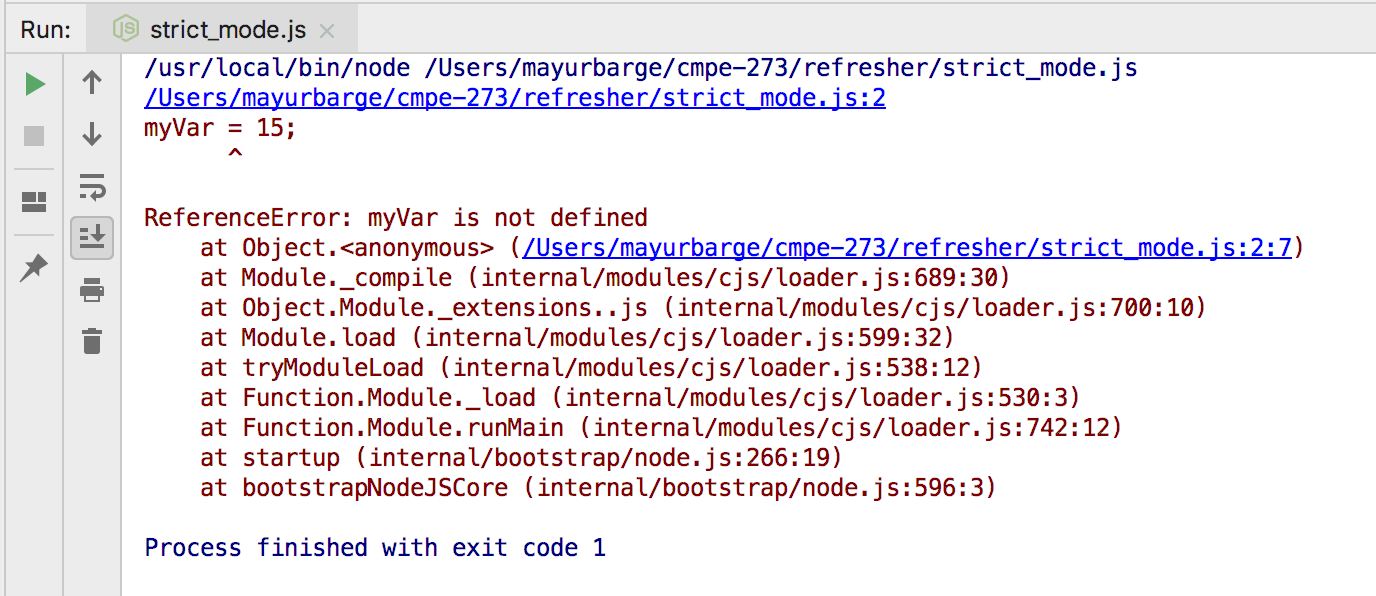 Run: JS strict_mode.js ×
/usr/local/bin/node /Users/mayurbarge/cmpe-273/refresher/strict_mode.js
/Users/mayurbarge/cmpe-273/refresher/strict_mode.js:2
myVar = 15;
^
ReferenceError: myVar is not defined
at Object.<anonymous> (/Users/mayurbarge/cmpe-273/refresher/strict_mode.js:2:7)
at Module._compile (internal/modules/cjs/loader.js:689:30)
at Object.Module._extensions..js (internal/modules/cjs/loader.js:700:10)
at Module.load (internal/modules/cjs/loader.js:599:32)
at tryModuleLoad (internal/modules/cjs/loader.js:538:12)
at Function.Module._load (internal/modules/cjs/loader.js:530:3)
at Function.Module.runMain (internal/modules/cjs/loader.js:742:12)
at startup (internal/bootstrap/node.js:266:19)
at bootstrapNodeJSCore (internal/bootstrap/node.js:596:3)
Process finished with exit code 1